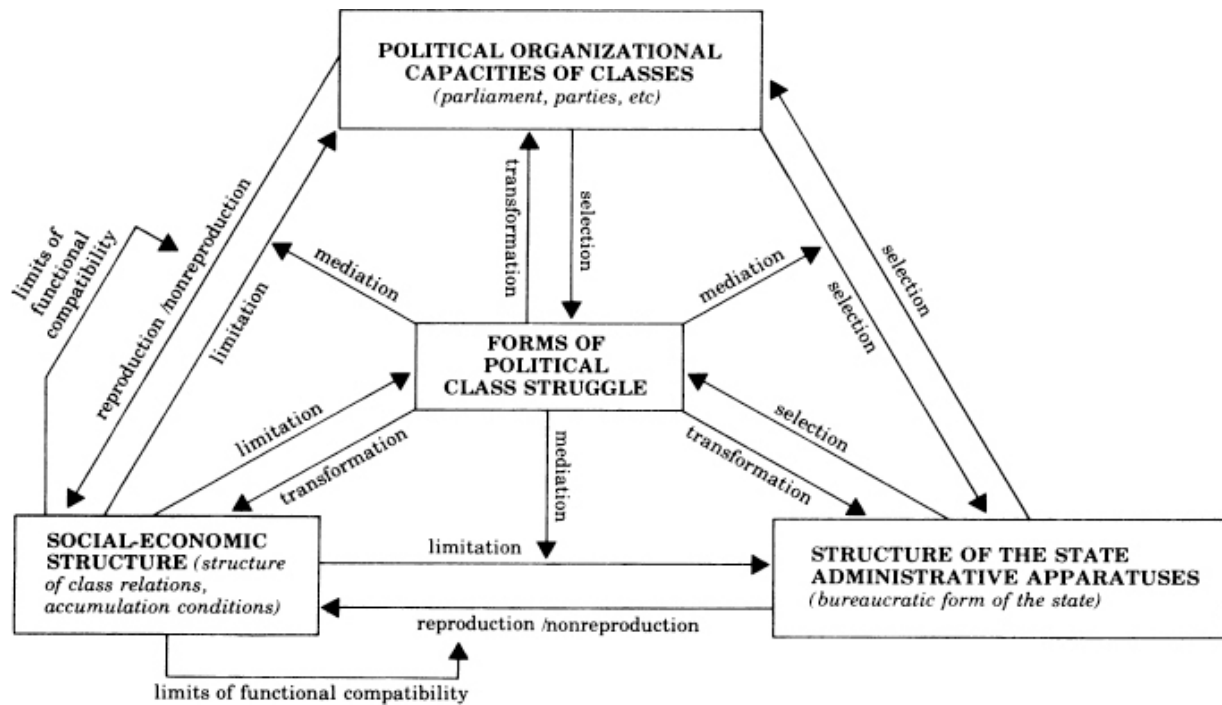 POLITICAL ORGANIZATIONAL
CAPACITIES OF CLASSES
(parliament, parties, etc)
transformation
selection
limits of
functional
compatibility
reproduction /nonreproduction
limitation
mediation
mediation
selection
selection
FORMS OF
POLITICAL
CLASS STRUGGLE
limitation
transformation
mediation
selection
transformation
SOCIAL-ECONOMIC
STRUCTURE (structure
of class relations,
accumulation conditions)
limitation
STRUCTURE OF THE STATE
ADMINISTRATIVE APPARATUSES
(bureaucratic form of the state)
reproduction /nonreproduction
limits of functional compatibility